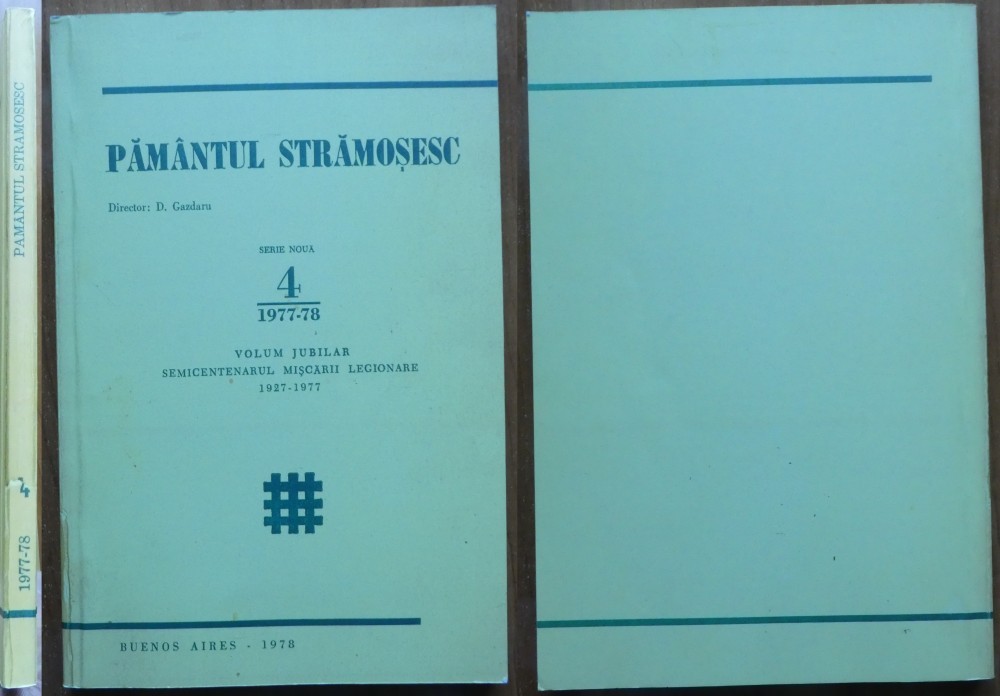 PAMÂNTUL STRAMOSESC
4
1977-78
PĂMÂNTUL STRĂMOȘESC
Director: D. Gazdaru
SERIE NOUĂ
4
1977-78
VOLUM JUBILAR
SEMICENTENARUL MIȘCĂRII LEGIONARE
1927-1977
BUENOS AIRES - 1978